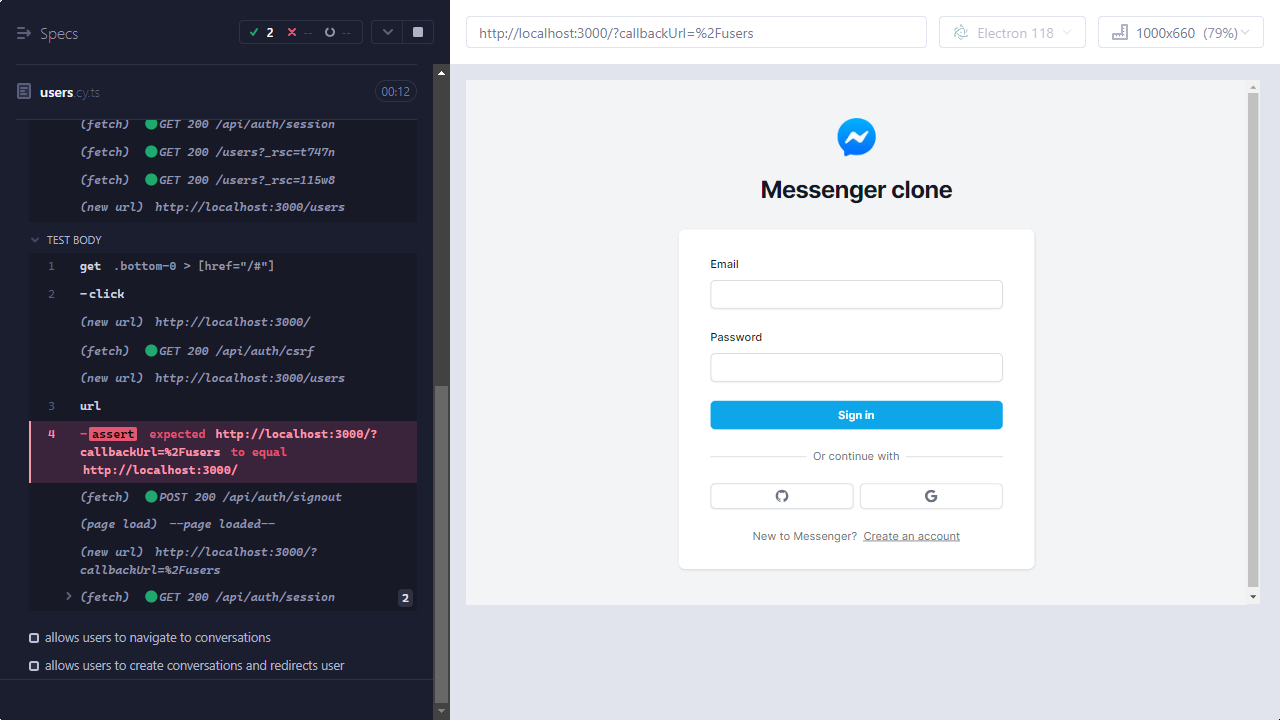 Specs
2 -- --
users.cy.ts
00:12
(fetch) GET 200 /api/auth/session
(fetch) GET 200 /users?_rsc=t747n
(fetch) GET 200 /users?_rsc=115w8
(new url) http://localhost:3000/users
TEST BODY
1 get .bottom-0 > [href="/#"]
2 -click
(new url) http://localhost:3000/
(fetch) GET 200 /api/auth/csrf
(new url) http://localhost:3000/users
3 url
4 -assert expected http://localhost:3000/?
callbackUrl=%2Fusers to equal
http://localhost:3000/
(fetch) POST 200 /api/auth/signout
(page load) --page loaded--
(new url) http://localhost:3000/?
callbackUrl=%2Fusers
(fetch) GET 200 /api/auth/session 2
allows users to navigate to conversations
allows users to create conversations and redirects user
http://localhost:3000/?callbackUrl=%2Fusers
Electron 118
1000x660 (79%)
Messenger clone
Email
Password
Sign in
Or continue with
New to Messenger? Create an account